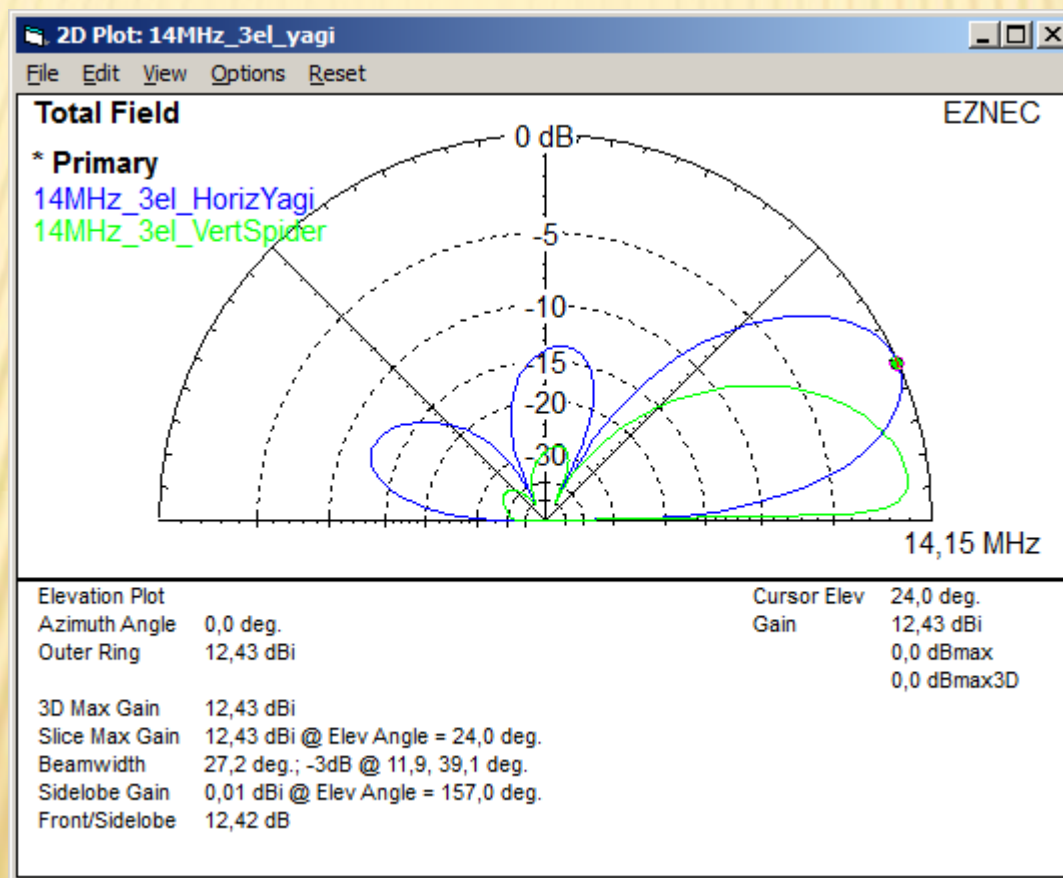 2D Plot: 14MHz_3el_yagi
File Edit View Options Reset
Total Field
EZNEC
* Primary
14MHz_3el_HorizYagi
14MHz_3el_VertSpider
0 dB
-5
-10
-15
-20
-30
14,15 MHz
Elevation Plot
Cursor Elev 24,0 deg.
Azimuth Angle 0,0 deg.
Gain 12,43 dBi
Outer Ring 12,43 dBi
0,0 dBmax
0,0 dBmax3D
3D Max Gain 12,43 dBi
Slice Max Gain 12,43 dBi @ Elev Angle = 24,0 deg.
Beamwidth 27,2 deg.; -3dB @ 11,9, 39,1 deg.
Sidelobe Gain 0,01 dBi @ Elev Angle = 157,0 deg.
Front/Sidelobe 12,42 dB